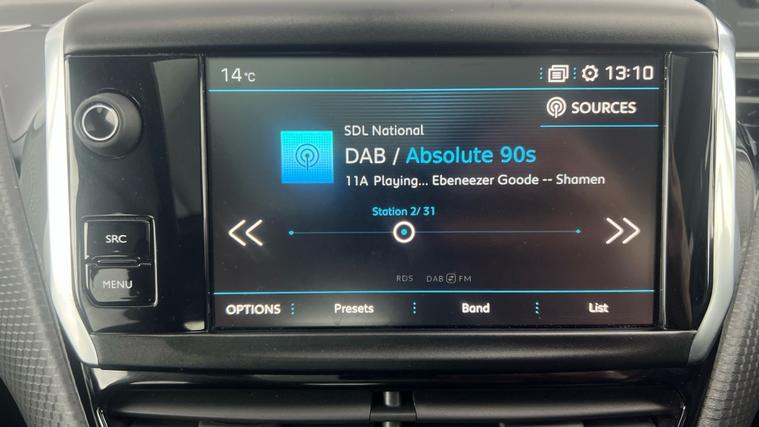 14°C
13:10
SOURCES
SDL National
DAB / Absolute 90s
11A Playing... Ebeneezer Goode -- Shamen
Station 2/ 31
SRC
MENU
RDS DAB FM
OPTIONS Presets Band List